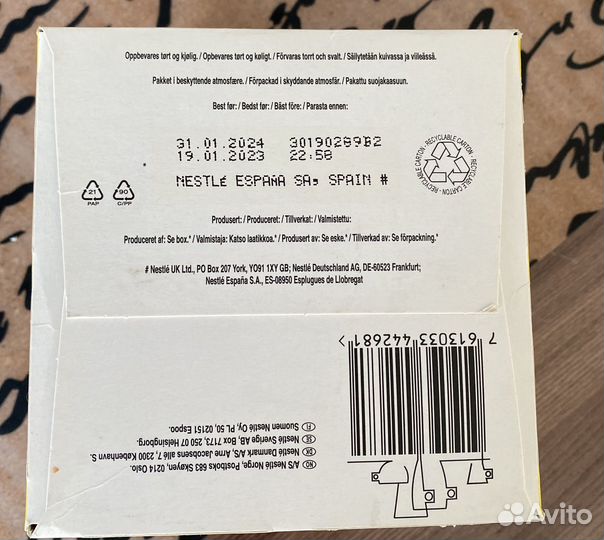 Oppbevares tørt og kjølig. / Opbevares tørt og køligt. / Förvaras torrt och svalt. / Säilytetään kuivassa ja viileässä.
Pakket i beskyttende atmosfære. / Förpackad i skyddande atmosfär. / Pakattu suojakaasuun.
Best før: / Bedst før: / Bäst före: / Parasta ennen:
31.01.2024 30190289B2
19.01.2023 22:58
NESTLé ESPAñA SA, SPAIN #
RECYCLABLE CARTON - RECYCLABLE CARTON - RECYCLABLE CARTON -
21
PAP
90
C/PP
Produsert: / Produceret: / Tillverkat: / Valmistettu:
Produceret af: Se box.* / Valmistaja: Katso laatikkoa.* / Produsert av: Se eske.* / Tillverkad av: Se förpackning.*
# Nestlé UK Ltd., PO Box 207 York, YO91 1XY GB; Nestlé Deutschland AG, DE-60523 Frankfurt;
Nestlé España S.A., ES-08950 Esplugues de Llobregat
7 613033 442681 >
NO A/S Nestlé Norge, Postboks 683 Skøyen, 0214 Oslo.
DK Nestlé Danmark A/S, Arne Jacobsens allé 7, 2300 København S.
SE Nestlé Sverige AB, Box 7173, 250 07 Helsingborg.
FI Suomen Nestlé Oy, PL 50, 02151 Espoo.
Avito